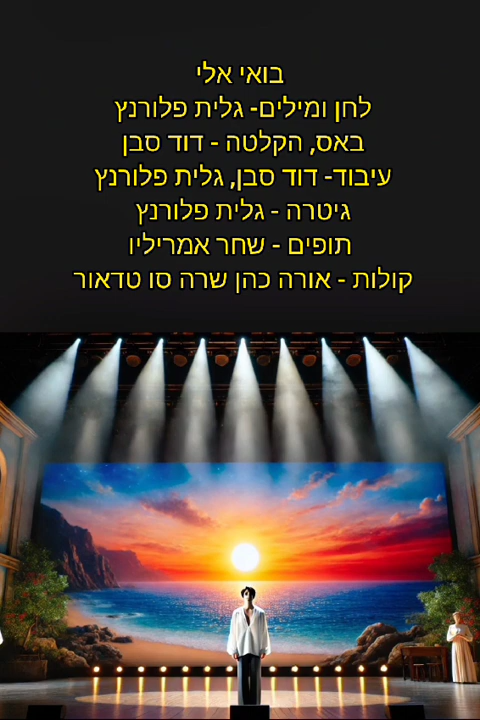 בואי אלי
לחן ומילים- גלית פלורנץ
באס, הקלטה - דוד סבן
עיבוד- דוד סבן, גלית פלורנץ
גיטרה - גלית פלורנץ
תופים - שחר אמריליו
קולות - אורה כהן שרה סו טדאור